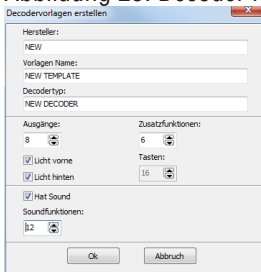 Decodervorlagen erstellen
Hersteller:
NEW
Vorlagen Name:
NEW TEMPLATE
Decodertyp:
NEW DECODER
Ausgänge: Zusatzfunktionen:
8 6
Licht vorne Tasten:
Licht hinten 16
Hat Sound
Soundfunktionen:
12
Ok Abbruch